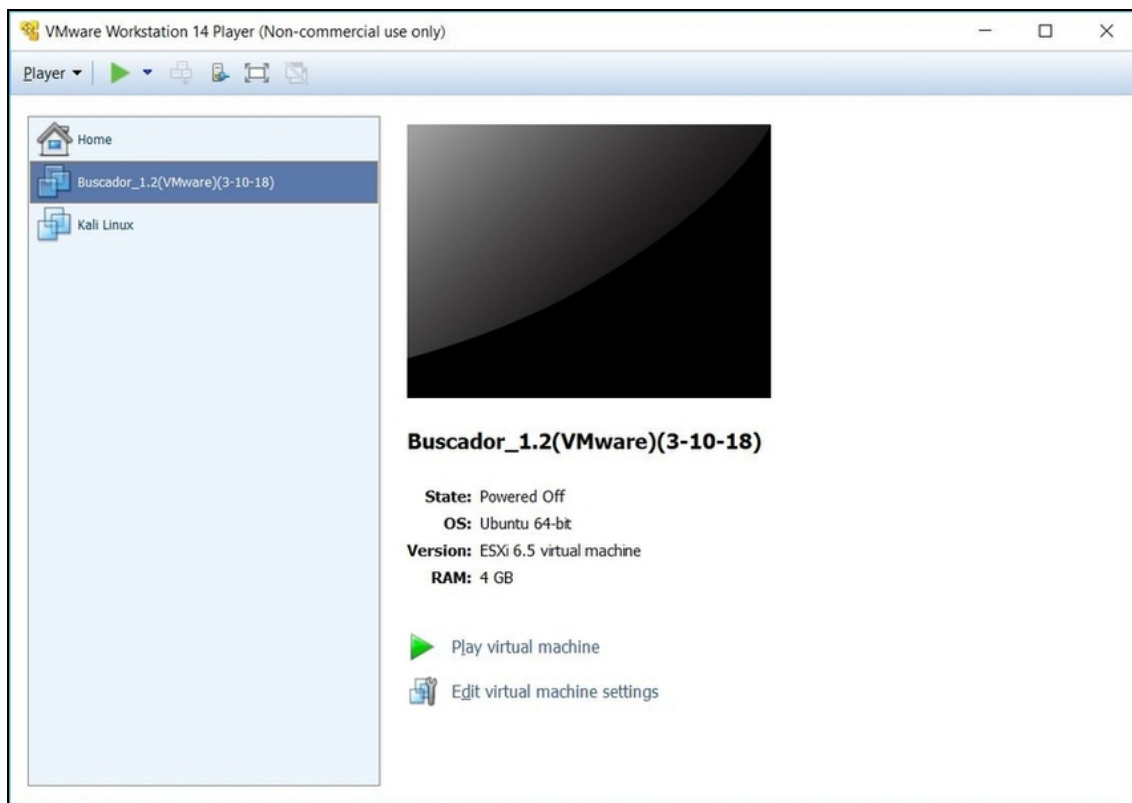 VMware Workstation 14 Player (Non-commercial use only)
Player
Home
Buscador_1.2(VMware)(3-10-18)
Kali Linux
Buscador_1.2(VMware)(3-10-18)
State: Powered Off
OS: Ubuntu 64-bit
Version: ESXi 6.5 virtual machine
RAM: 4 GB
Play virtual machine
Edit virtual machine settings